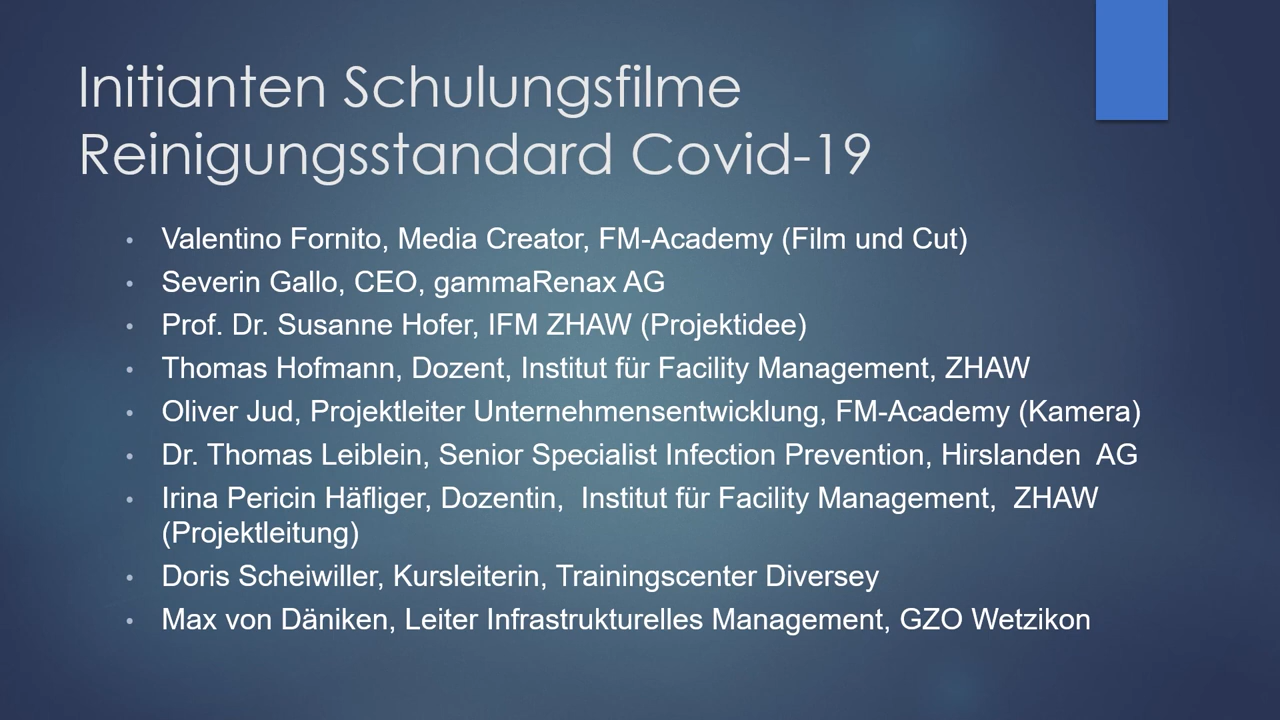 Initianten Schulungsfilme
Reinigungsstandard Covid-19
• Valentino Fornito, Media Creator, FM-Academy (Film und Cut)
• Severin Gallo, CEO, gammaRenax AG
• Prof. Dr. Susanne Hofer, IFM ZHAW (Projektidee)
• Thomas Hofmann, Dozent, Institut für Facility Management, ZHAW
• Oliver Jud, Projektleiter Unternehmensentwicklung, FM-Academy (Kamera)
• Dr. Thomas Leiblein, Senior Specialist Infection Prevention, Hirslanden  AG
• Irina Pericin Häfliger, Dozentin,  Institut für Facility Management,  ZHAW
(Projektleitung)
• Doris Scheiwiller, Kursleiterin, Trainingscenter Diversey
• Max von Däniken, Leiter Infrastrukturelles Management, GZO Wetzikon